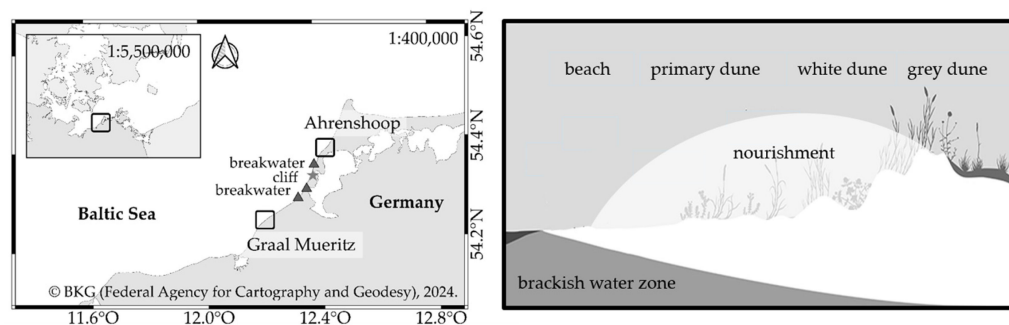 1:5,500,000
1:400,000
54.6°N
Ahrenshoop
54.4°N
breakwater
cliff
breakwater
Baltic Sea
Germany
54.2°N
Graal Mueritz
© BKG (Federal Agency for Cartography and Geodesy), 2024.
11.6°O
12.0°O
12.4°O
12.8°O
beach
primary dune
white dune
grey dune
nourishment
brackish water zone